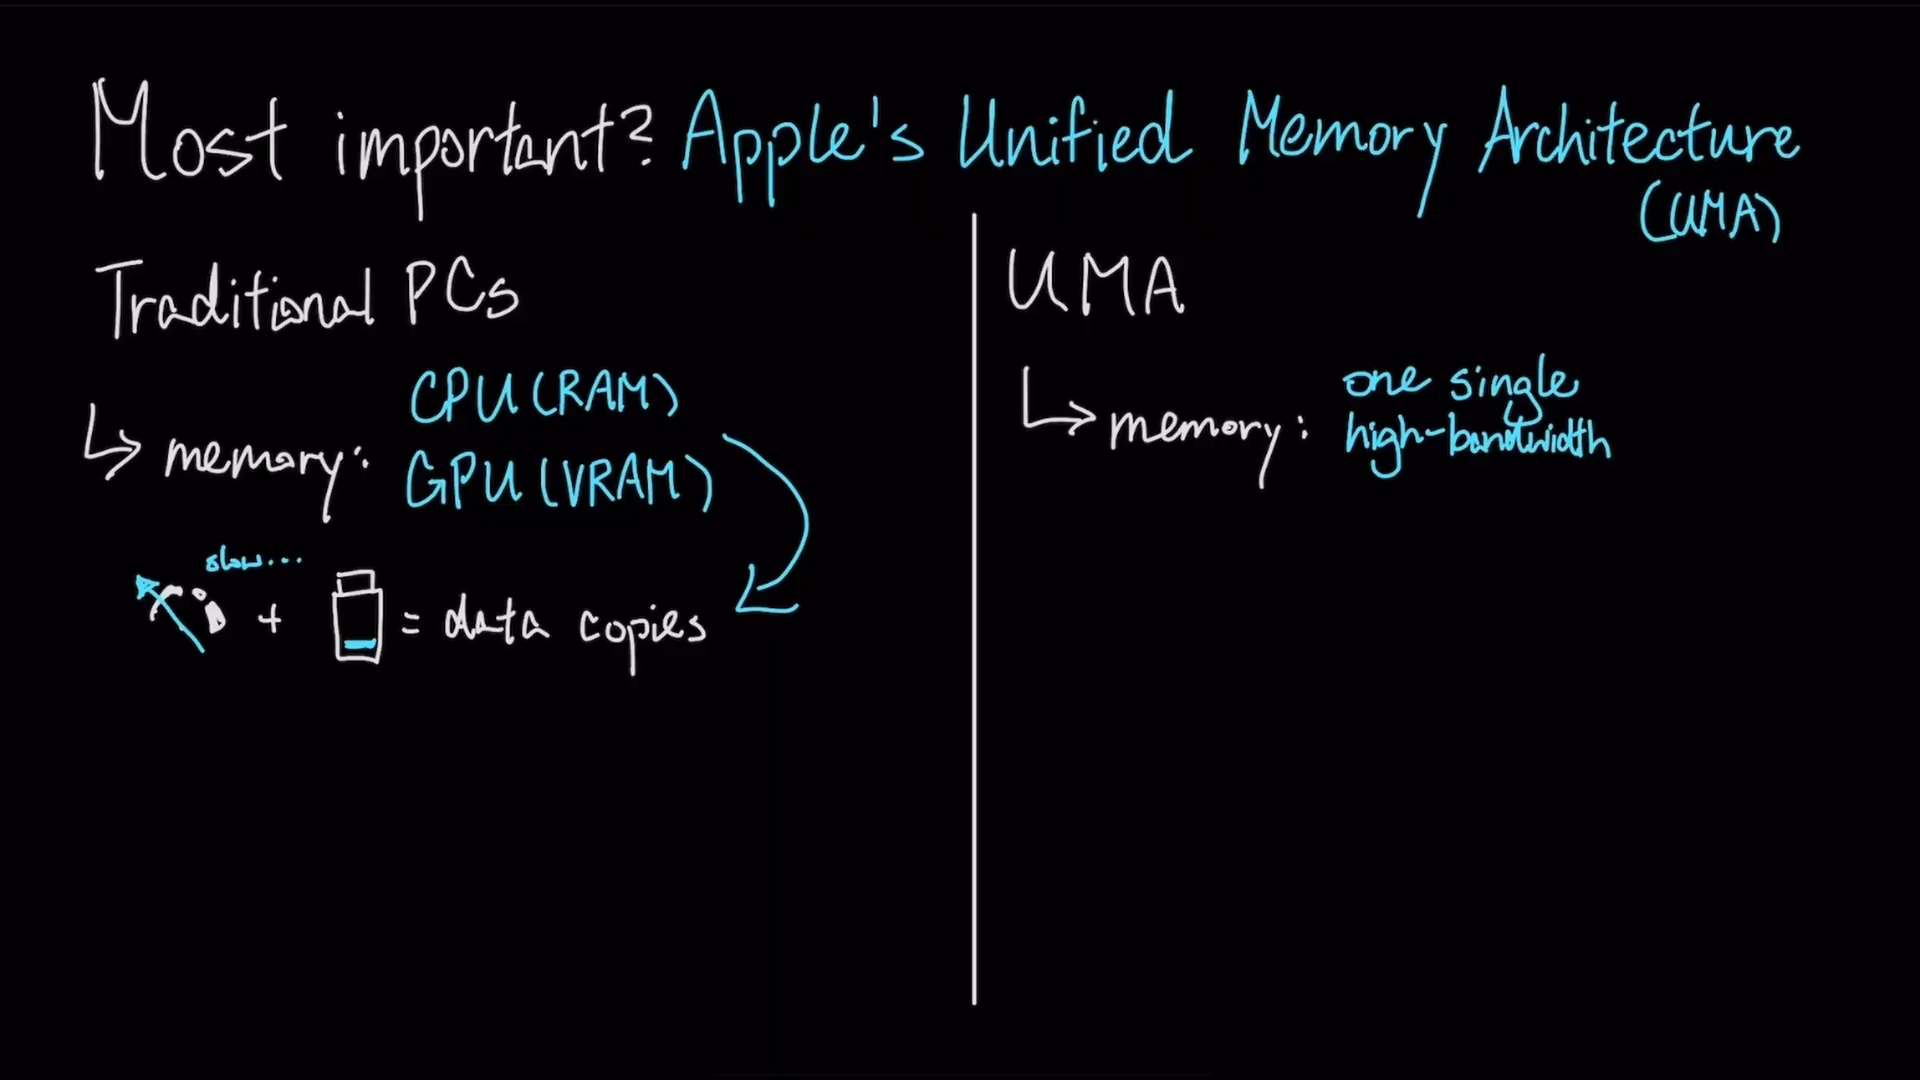 Most important? Apple's Unified Memory Architecture
(UMA)
Traditional PCs
memory:
CPU (RAM)
GPU (VRAM)
slow...
+ = data copies
UMA
memory:
one single
high-bandwidth